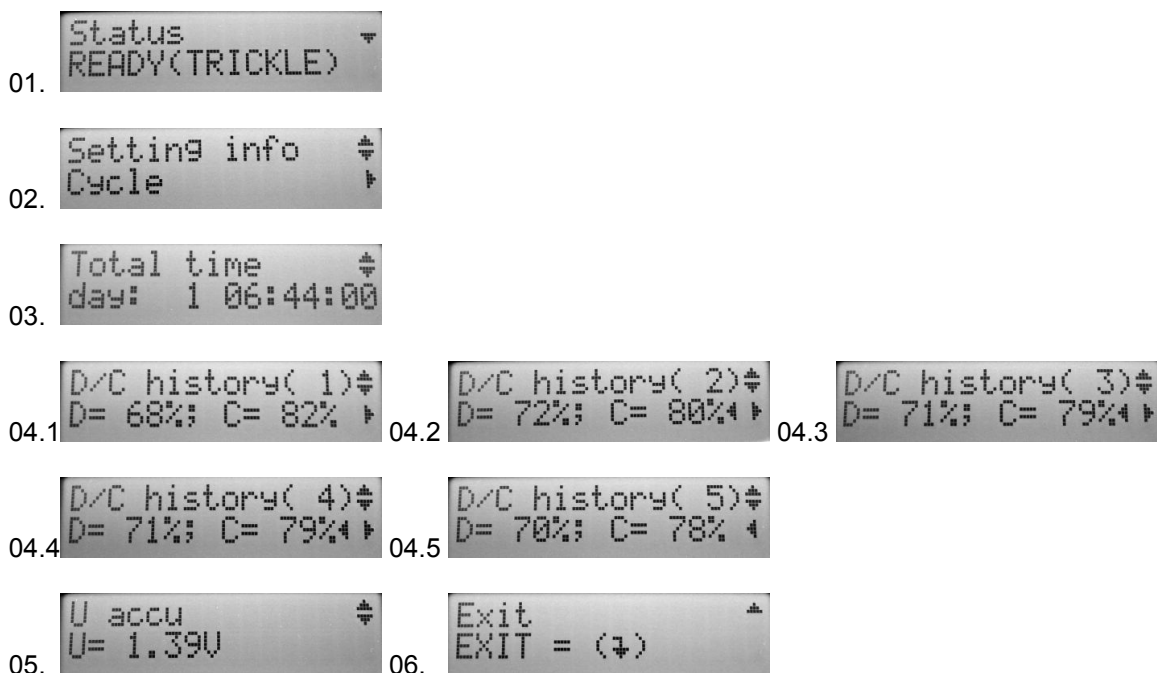 Status
READY(TRICKLE)
01.
Setting info
Cycle
02.
Total time
day: 1 06:44:00
03.
D/C history( 1)
D= 68%; C= 82%
04.1
D/C history( 2)
D= 72%; C= 80%
04.2
D/C history( 3)
D= 71%; C= 79%
04.3
D/C history( 4)
D= 71%; C= 79%
04.4
D/C history( 5)
D= 70%; C= 78%
04.5
U accu
U= 1.39V
05.
Exit
EXIT = (↴)
06.